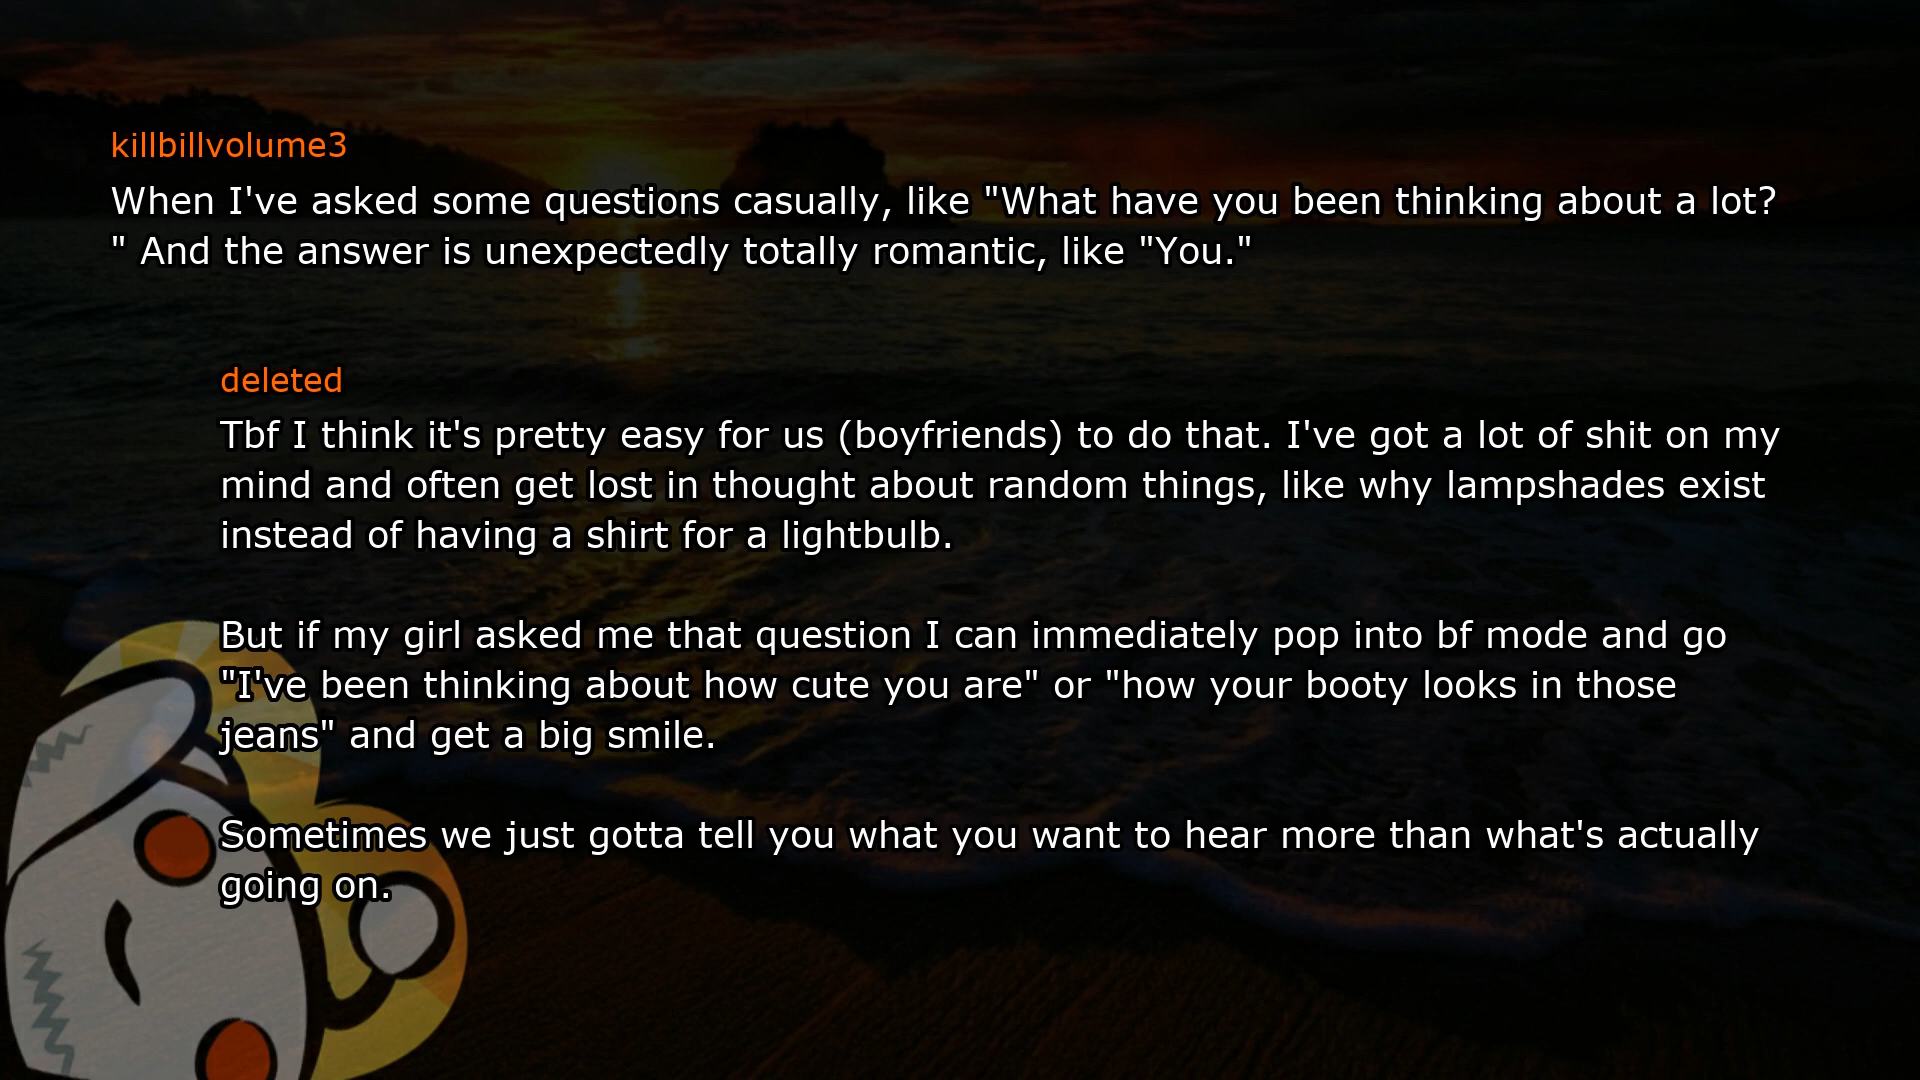 killbillvolume3
When I've asked some questions casually, like "What have you been thinking about a lot?
" And the answer is unexpectedly totally romantic, like "You."
deleted
Tbf I think it's pretty easy for us (boyfriends) to do that. I've got a lot of shit on my
mind and often get lost in thought about random things, like why lampshades exist
instead of having a shirt for a lightbulb.
But if my girl asked me that question I can immediately pop into bf mode and go
"I've been thinking about how cute you are" or "how your booty looks in those
jeans" and get a big smile.
Sometimes we just gotta tell you what you want to hear more than what's actually
going on.